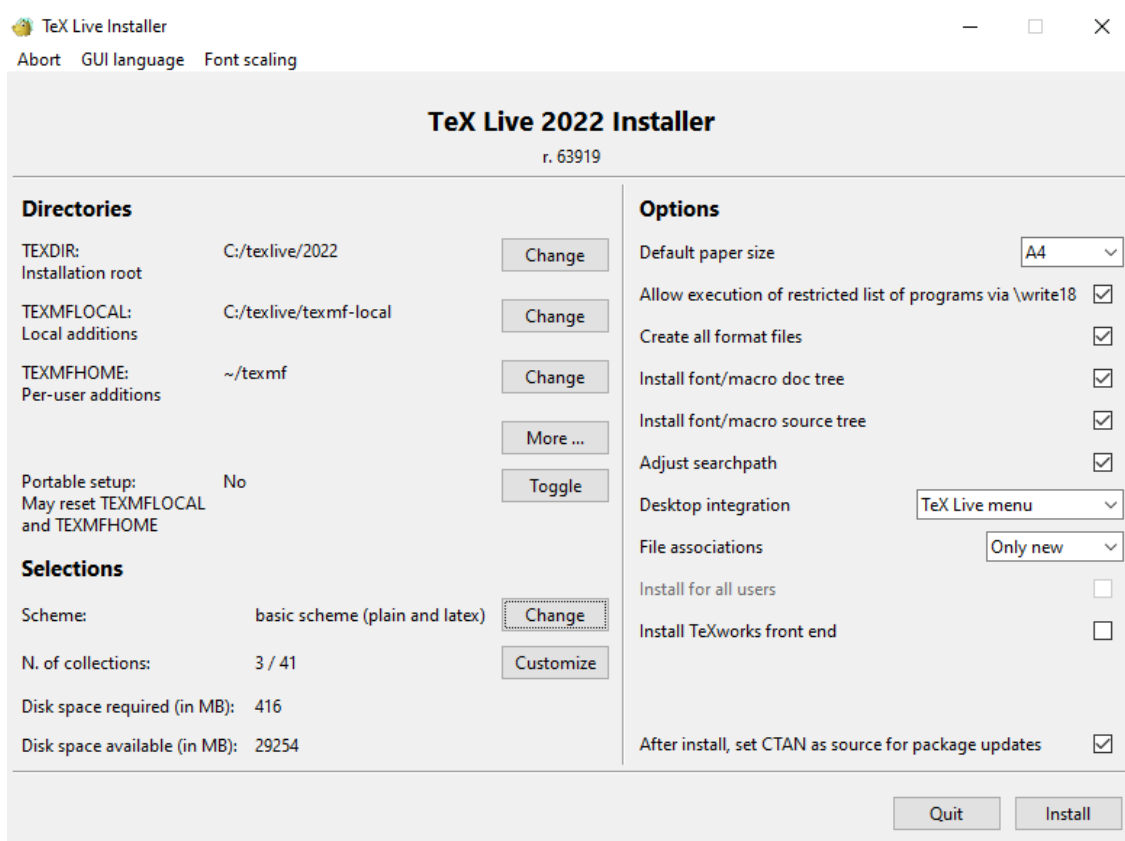 TeX Live Installer
Abort GUI language Font scaling
TeX Live 2022 Installer
r. 63919
Directories
TEXDIR: C:/texlive/2022 Change
Installation root
TEXMFLOCAL: C:/texlive/texmf-local Change
Local additions
TEXMFHOME: ~/texmf Change
Per-user additions
More ...
Portable setup: No Toggle
May reset TEXMFLOCAL
and TEXMFHOME
Selections
Scheme: basic scheme (plain and latex) Change
N. of collections: 3 / 41 Customize
Disk space required (in MB): 416
Disk space available (in MB): 29254
Options
Default paper size A4
Allow execution of restricted list of programs via \write18
Create all format files
Install font/macro doc tree
Install font/macro source tree
Adjust searchpath
Desktop integration TeX Live menu
File associations Only new
Install for all users
Install TeXworks front end
After install, set CTAN as source for package updates
Quit Install